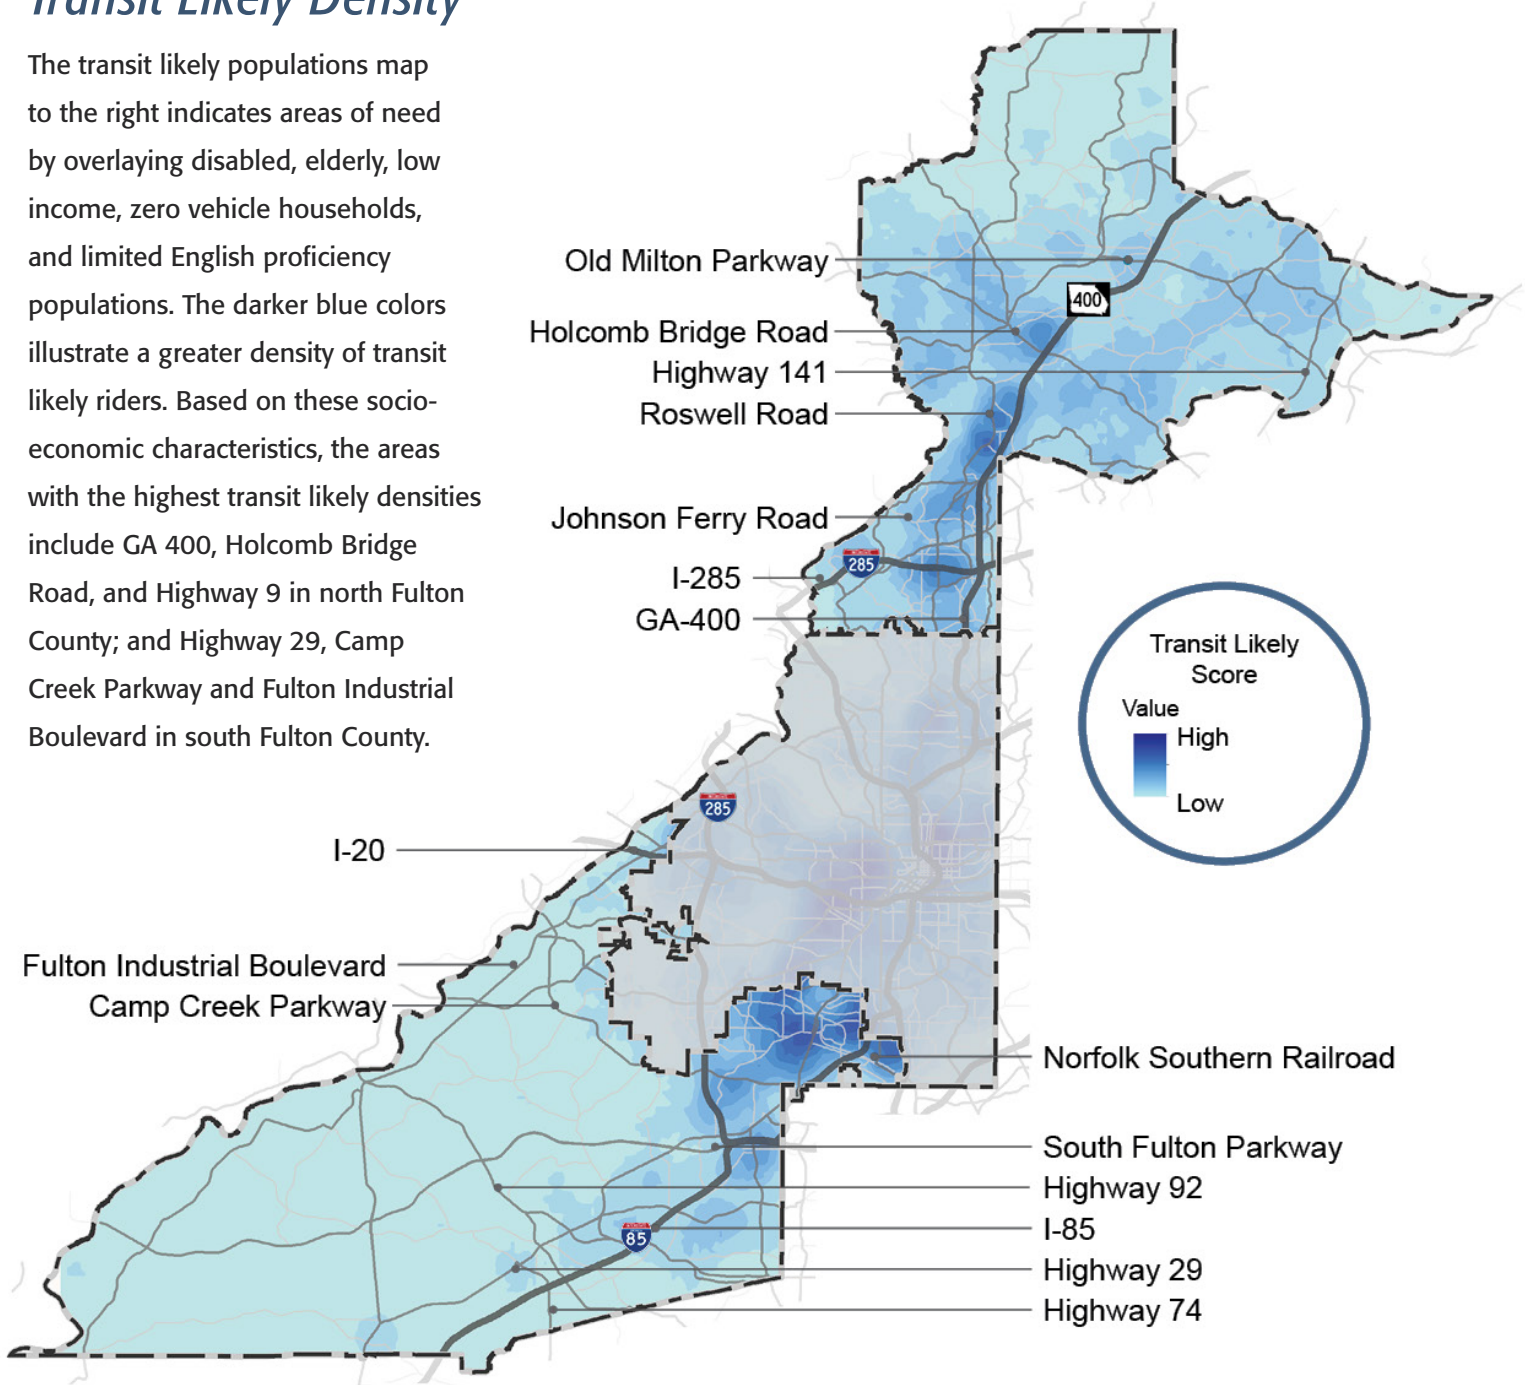 Transit Likely Density
The transit likely populations map
to the right indicates areas of need
by overlaying disabled, elderly, low
income, zero vehicle households,
and limited English proficiency
populations. The darker blue colors
illustrate a greater density of transit
likely riders. Based on these socio-
economic characteristics, the areas
with the highest transit likely densities
include GA 400, Holcomb Bridge
Road, and Highway 9 in north Fulton
County; and Highway 29, Camp
Creek Parkway and Fulton Industrial
Boulevard in south Fulton County.
Old Milton Parkway
400
Holcomb Bridge Road
Highway 141
Roswell Road
Johnson Ferry Road
285
I-285
GA-400
Transit Likely
Score
Value
High
Low
285
I-20
Fulton Industrial Boulevard
Camp Creek Parkway
Norfolk Southern Railroad
South Fulton Parkway
Highway 92
I-85
85
Highway 29
Highway 74